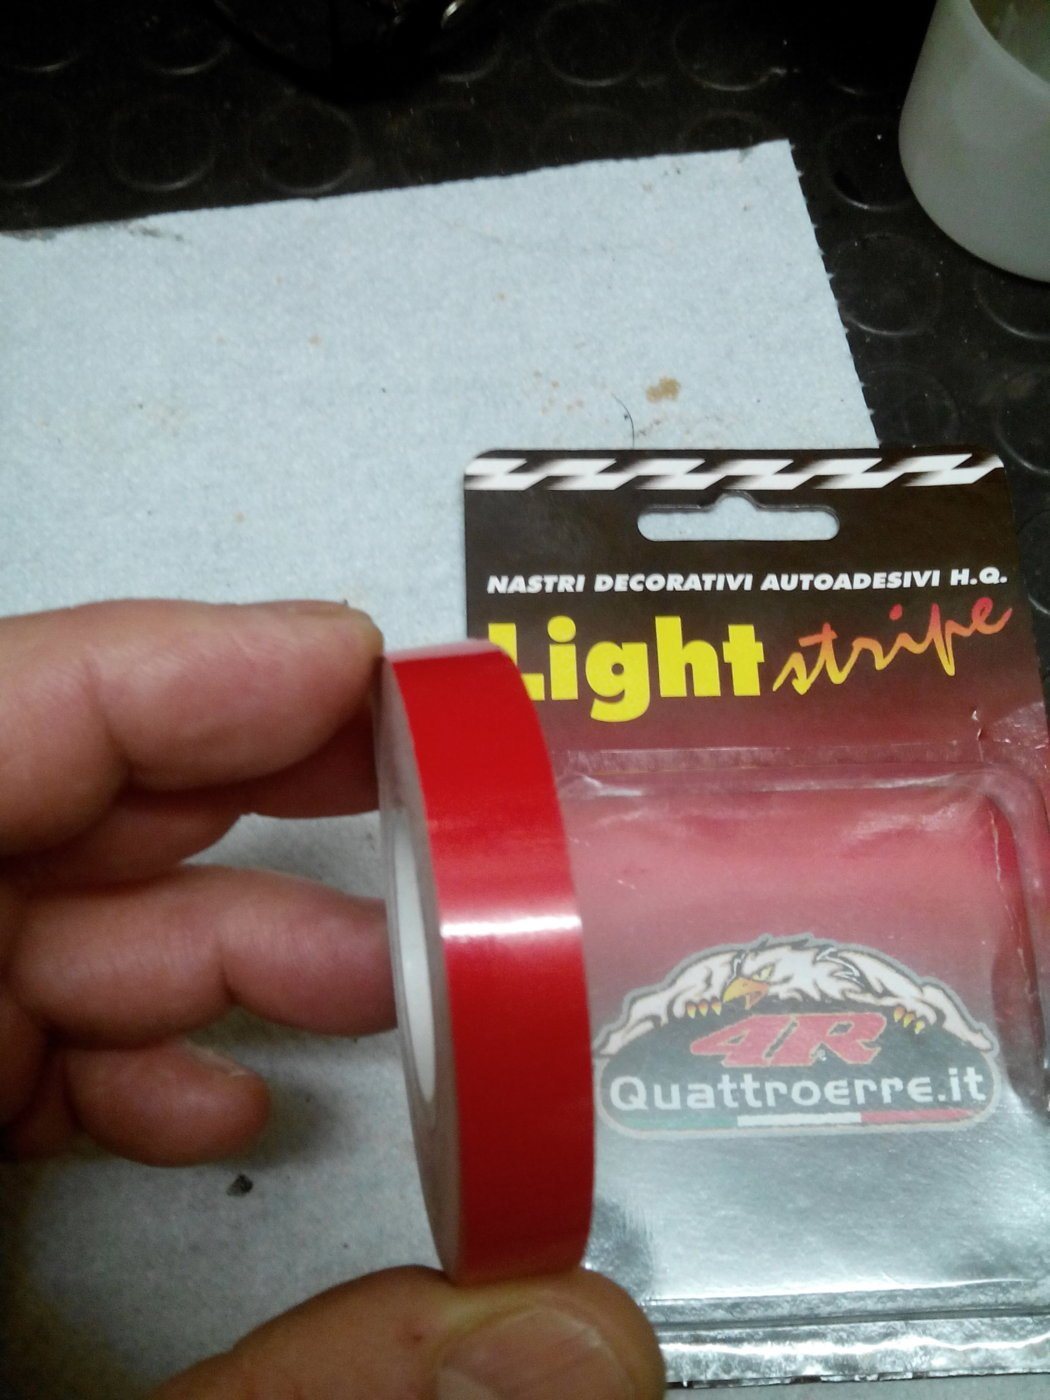 NASTRI DECORATIVI AUTOADESIVI H.Q.
Light stripe
4R
Quattroerre.it